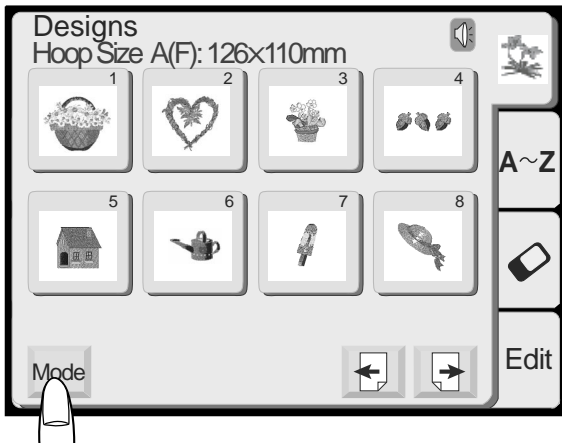 Designs
Hoop Size A(F): 126×110mm
1 2 3 4
A~Z
5 6 7 8
Mode
Edit